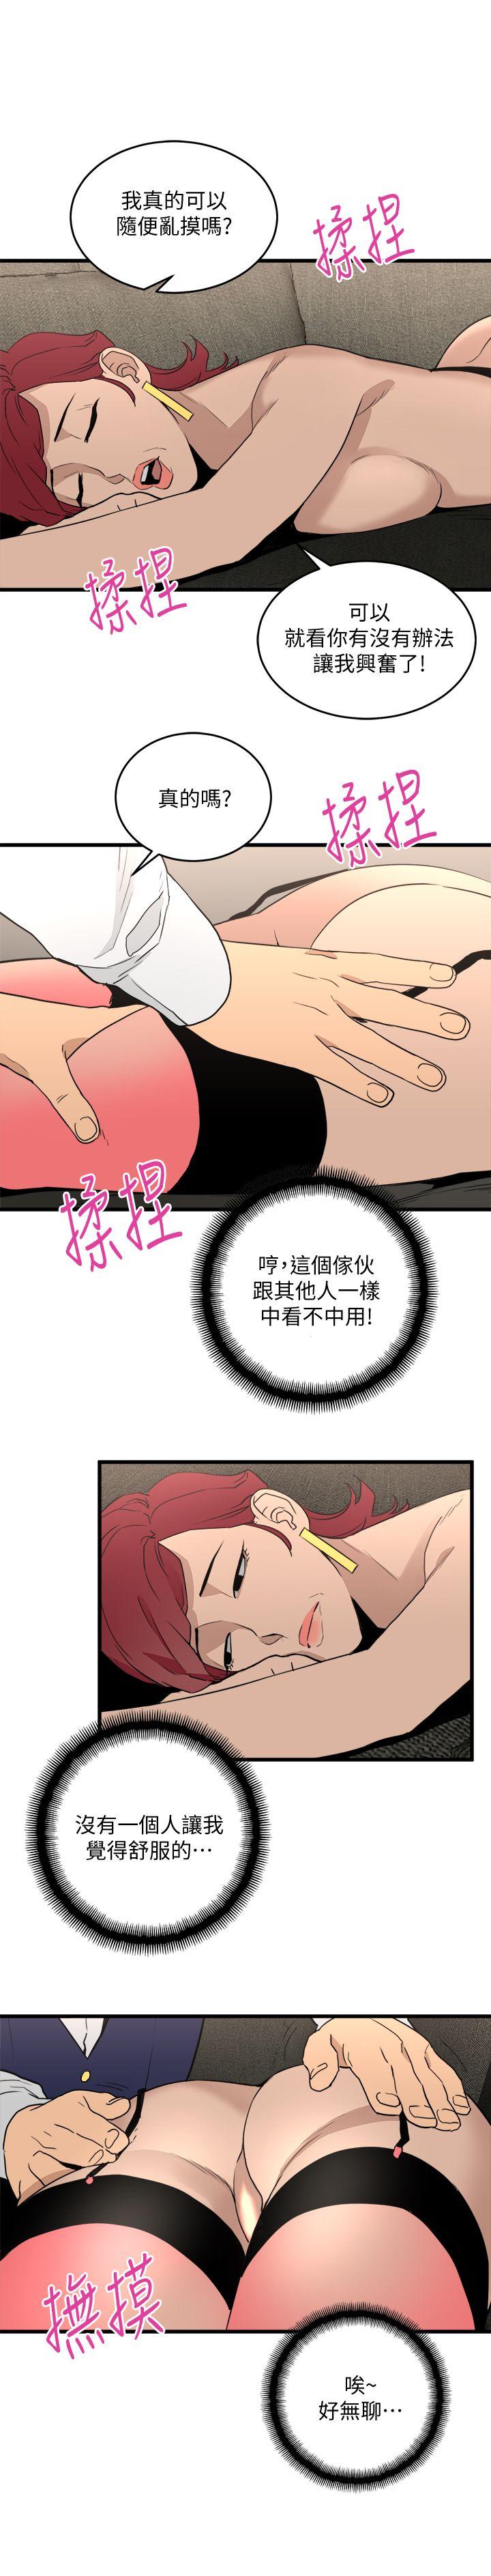 我真的可以
隨便亂摸嗎?
揉捏
揉捏
可以
就看你有沒有辦法
讓我興奮了!
真的嗎?
揉捏
揉捏
哼,這個傢伙
跟其他人一樣
中看不中用!
沒有一個人讓我
覺得舒服的…
撫摸
唉~
好無聊…